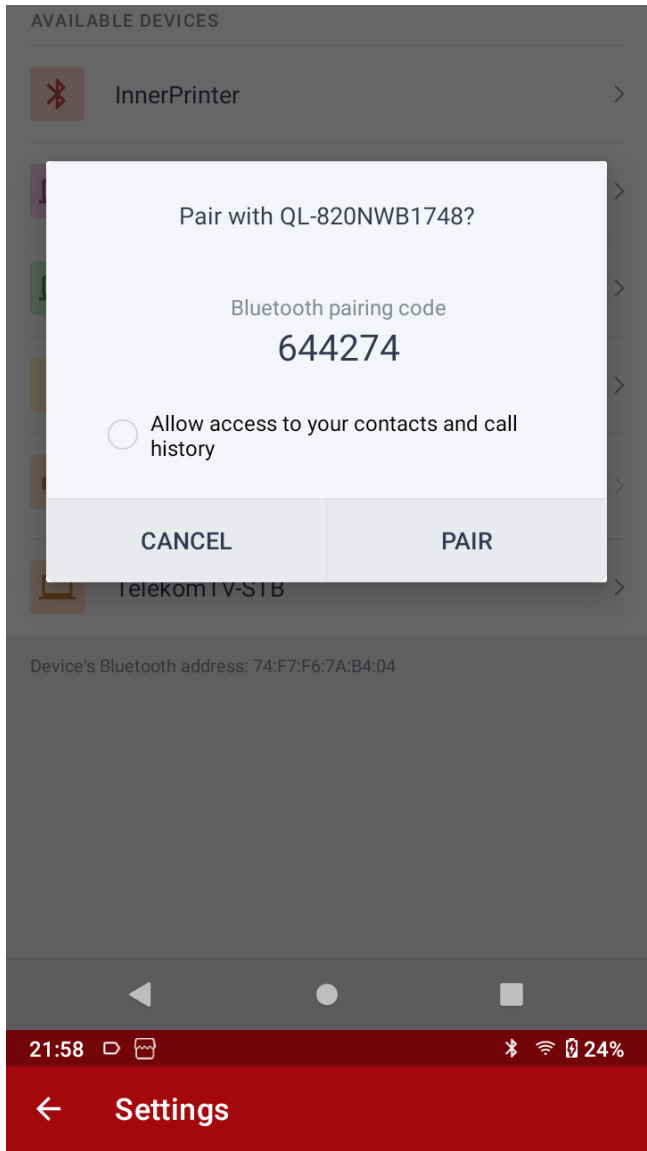 AVAILABLE DEVICES
InnerPrinter
Pair with QL-820NWB1748?
Bluetooth pairing code
644274
Allow access to your contacts and call
history
CANCEL
PAIR
TelekomTV-STB
Device's Bluetooth address: 74:F7:F6:7A:B4:04
21:58
24%
Settings